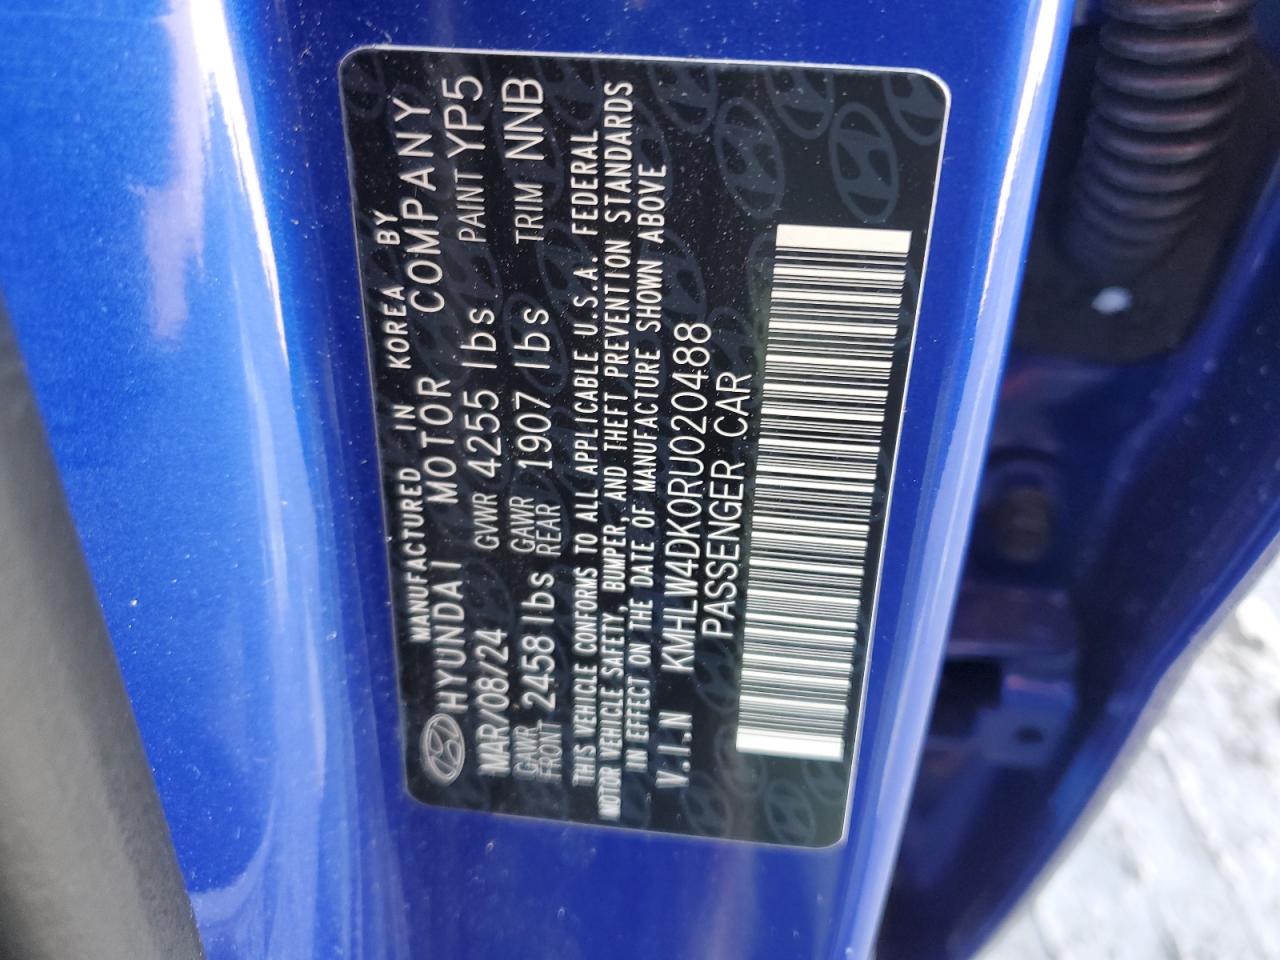 MANUFACTURED IN KOREA BY
HYUNDAI MOTOR COMPANY
MAR/08/24 GVWR 4255 lbs PAINT YP5
GAWR FRONT 2458 lbs GAWR REAR 1907 lbs TRIM NNB
THIS VEHICLE CONFORMS TO ALL APPLICABLE U.S.A. FEDERAL
MOTOR VEHICLE SAFETY, BUMPER, AND THEFT PREVENTION STANDARDS
IN EFFECT ON THE DATE OF MANUFACTURE SHOWN ABOVE
V.I.N KMHLW4DK0RU020488
PASSENGER CAR